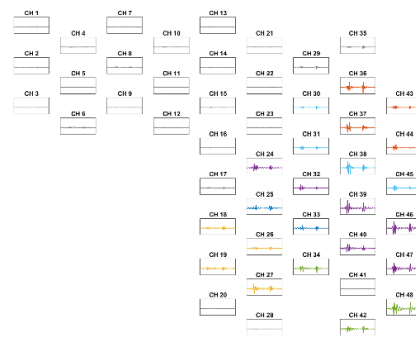 CH 1
CH 7
CH 13
CH 4
CH 10
CH 21
CH 35
CH 2
CH 8
CH 14
CH 29
CH 5
CH 11
CH 22
CH 36
CH 3
CH 9
CH 15
CH 30
CH 43
CH 6
CH 12
CH 23
CH 37
CH 16
CH 31
CH 44
CH 24
CH 38
CH 17
CH 32
CH 45
CH 25
CH 39
CH 18
CH 33
CH 46
CH 26
CH 40
CH 19
CH 34
CH 47
CH 27
CH 41
CH 20
CH 48
CH 28
CH 42